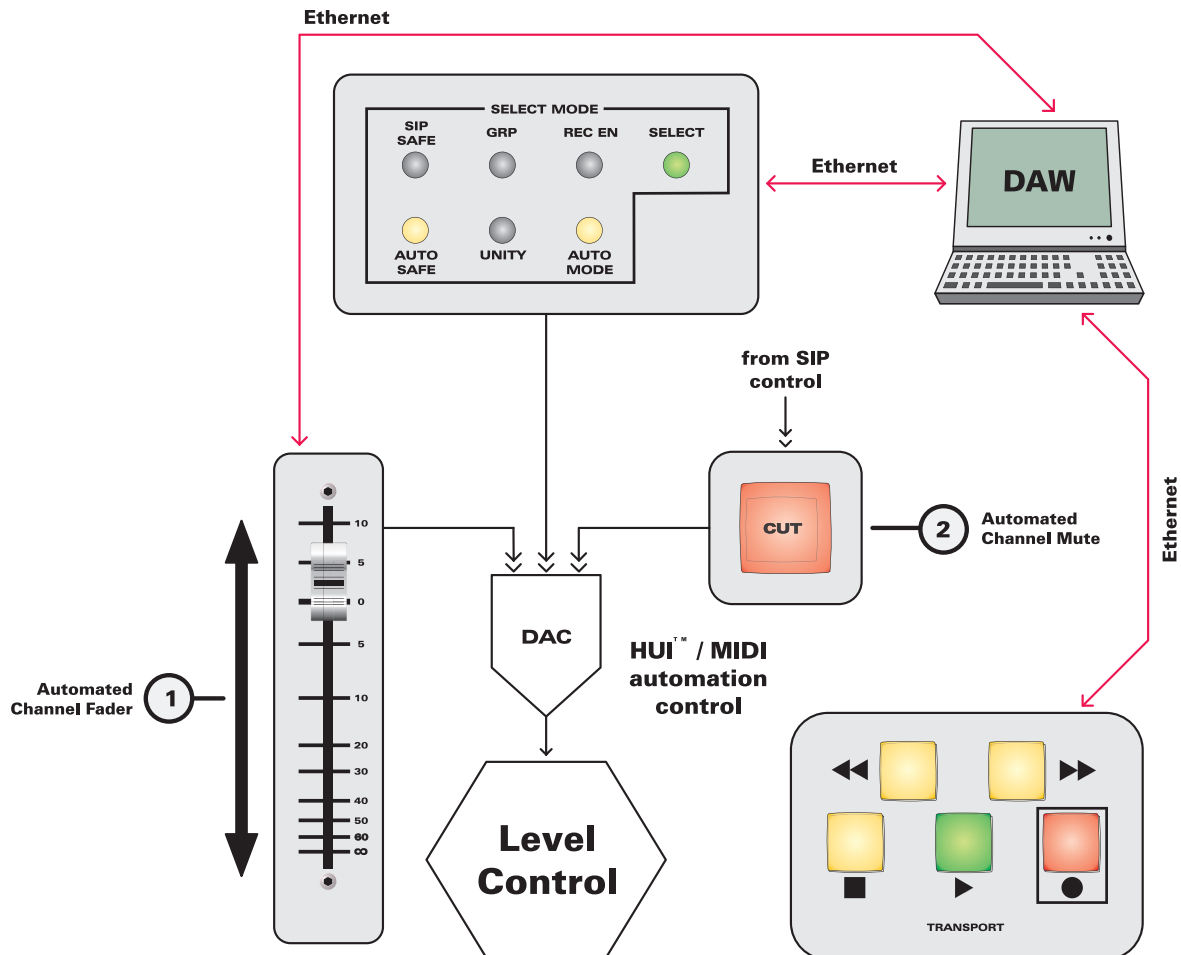 Ethernet
SELECT MODE
SIP
SAFE
GRP
REC EN
SELECT
AUTO
SAFE
UNITY
AUTO
MODE
Ethernet
DAW
from SIP
control
CUT
2
Automated
Channel Mute
Ethernet
10
5
0
5
10
20
30
40
50
60
∞
Automated
Channel Fader
1
DAC
HUI™ / MIDI
automation
control
Level
Control
TRANSPORT